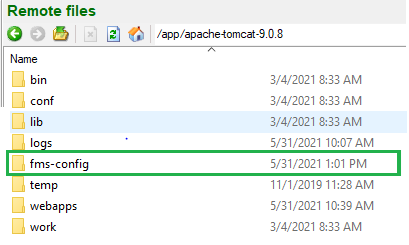 Remote files
/app/apache-tomcat-9.0.8
Name
bin 3/4/2021 8:33 AM
conf 3/4/2021 8:33 AM
lib 3/4/2021 8:33 AM
logs 5/31/2021 10:07 AM
fms-config 5/31/2021 1:01 PM
temp 11/1/2019 11:28 AM
webapps 5/31/2021 10:39 AM
work 3/4/2021 8:33 AM